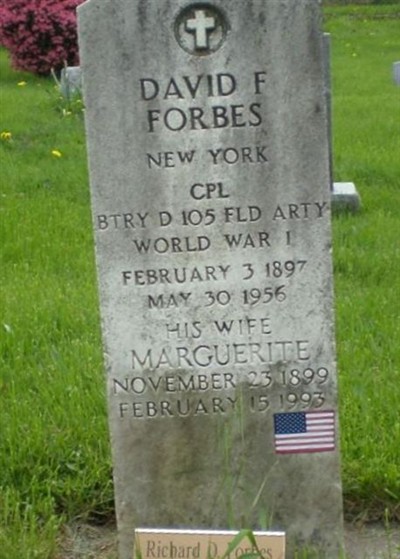 DAVID F
FORBES
NEW YORK
CPL
BTRY D 105 FLD ARTY
WORLD WAR I
FEBRUARY 3 1897
MAY 30 1956
HIS WIFE
MARGUERITE
NOVEMBER 23 1899
FEBRUARY 15 1993
Richard D. Forbes